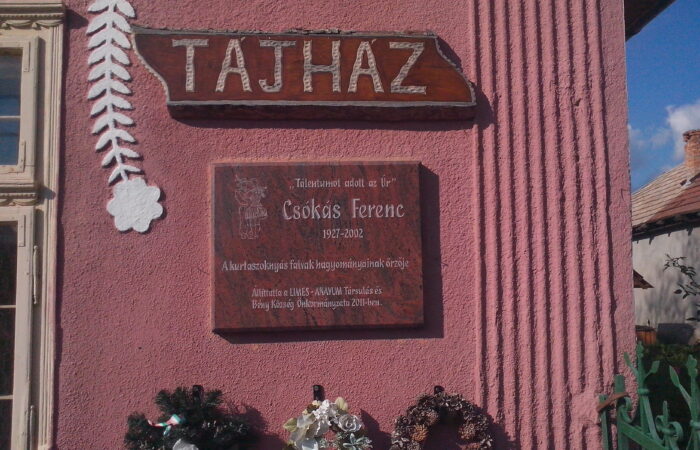 TÁJHÁZ
„Talentumot adott az Úr"
Csókás Ferenc
1927-2002
A kurtaszoknyás falvak hagyományainak őrzője
Állíttatta a LIMES - ANAVUM Társulás és
Bény Község Önkormányzata 2011-ben.